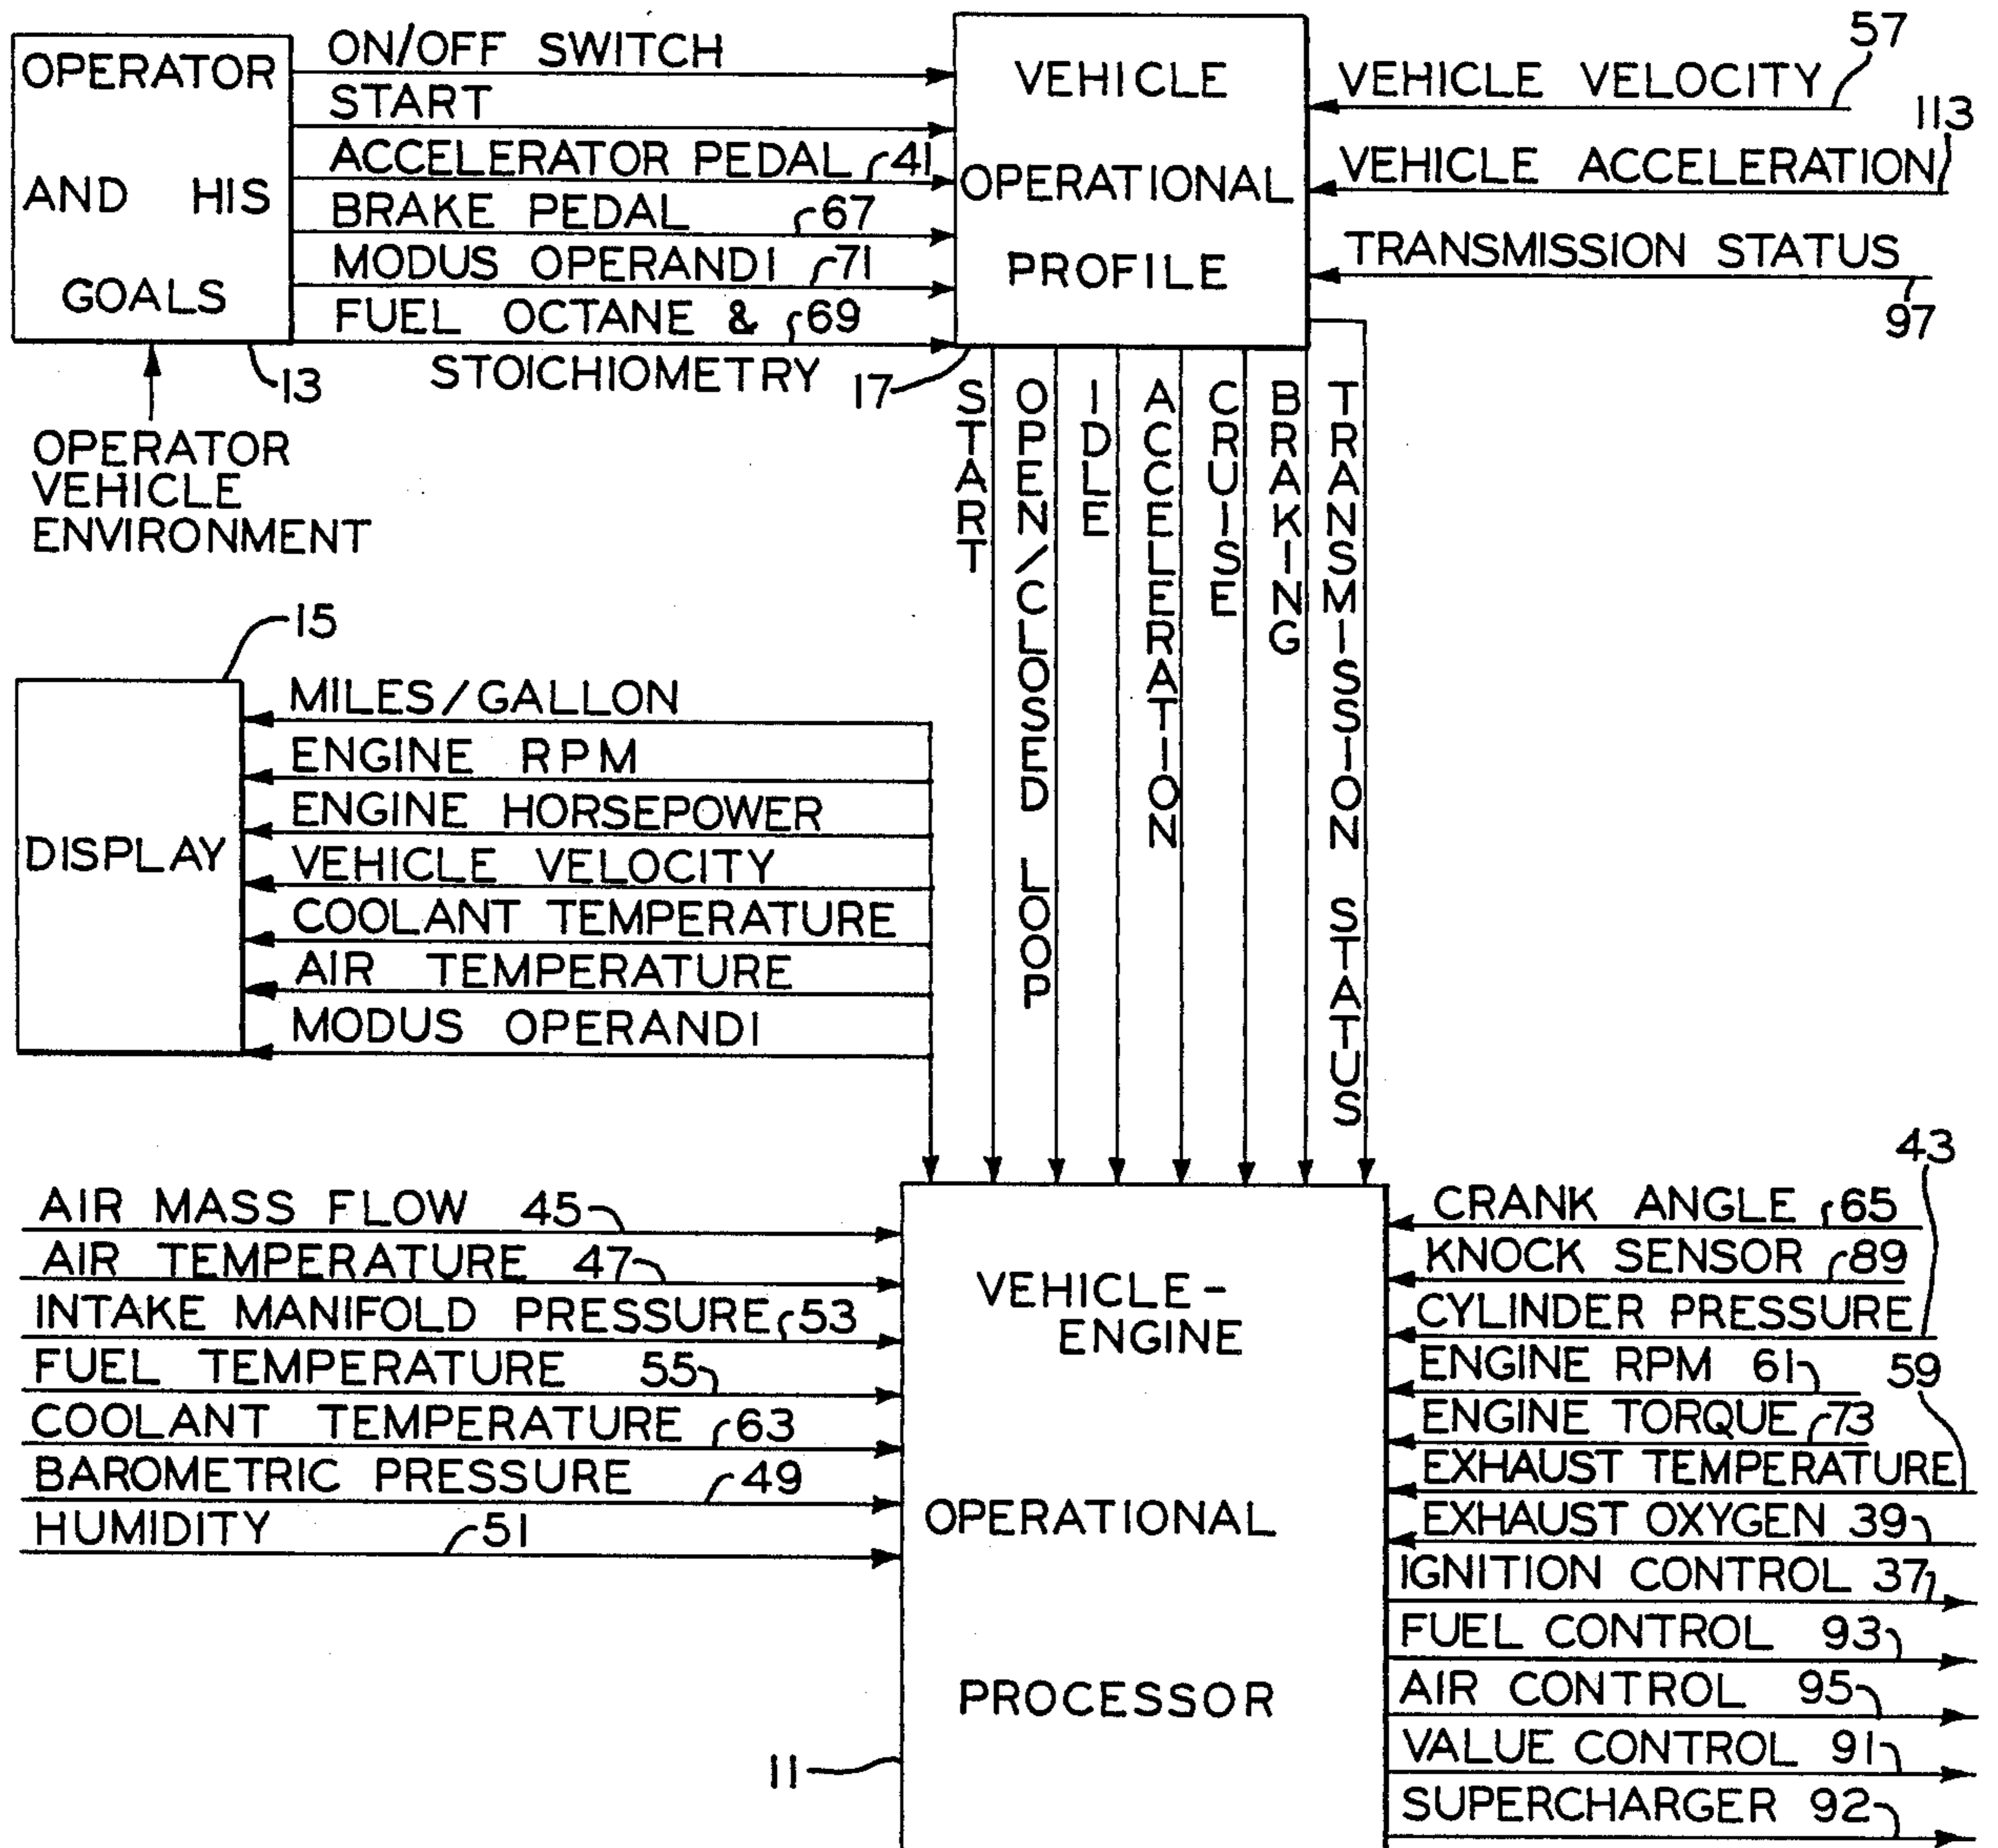 OPERATOR
AND HIS
GOALS
13
OPERATOR
VEHICLE
ENVIRONMENT
ON/OFF SWITCH
START
ACCELERATOR PEDAL 41
BRAKE PEDAL 67
MODUS OPERANDI 71
FUEL OCTANE & 69
STOICHIOMETRY
17
VEHICLE
OPERATIONAL
PROFILE
57
VEHICLE VELOCITY
113
VEHICLE ACCELERATION
TRANSMISSION STATUS
97
START
OPEN/CLOSED LOOP
IDLE
ACCELERATION
CRUISE
BRAKING
TRANSMISSION STATUS
15
DISPLAY
MILES/GALLON
ENGINE RPM
ENGINE HORSEPOWER
VEHICLE VELOCITY
COOLANT TEMPERATURE
AIR TEMPERATURE
MODUS OPERANDI
AIR MASS FLOW 45
AIR TEMPERATURE 47
INTAKE MANIFOLD PRESSURE 53
FUEL TEMPERATURE 55
COOLANT TEMPERATURE 63
BAROMETRIC PRESSURE 49
HUMIDITY 51
VEHICLE-
ENGINE
OPERATIONAL
PROCESSOR
11
43
CRANK ANGLE 65
KNOCK SENSOR 89
CYLINDER PRESSURE
ENGINE RPM 61
59
ENGINE TORQUE 73
EXHAUST TEMPERATURE
EXHAUST OXYGEN 39
IGNITION CONTROL 37
FUEL CONTROL 93
AIR CONTROL 95
VALUE CONTROL 91
SUPERCHARGER 92